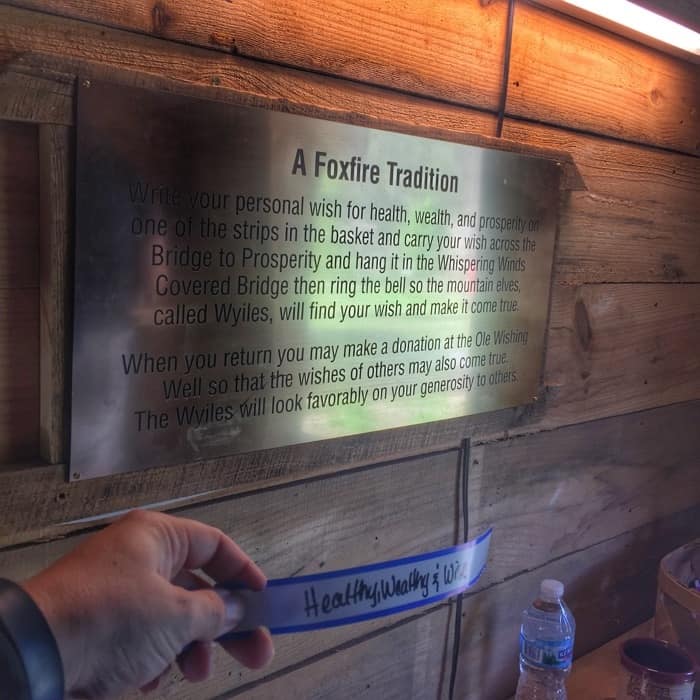 A Foxfire Tradition
Write your personal wish for health, wealth, and prosperity on
one of the strips in the basket and carry your wish across the
Bridge to Prosperity and hang it in the Whispering Winds
Covered Bridge then ring the bell so the mountain elves,
called Wyiles, will find your wish and make it come true.
When you return you may make a donation at the Ole Wishing
Well so that the wishes of others may also come true.
The Wyiles will look favorably on your generosity to others.
Healthy, Wealthy &